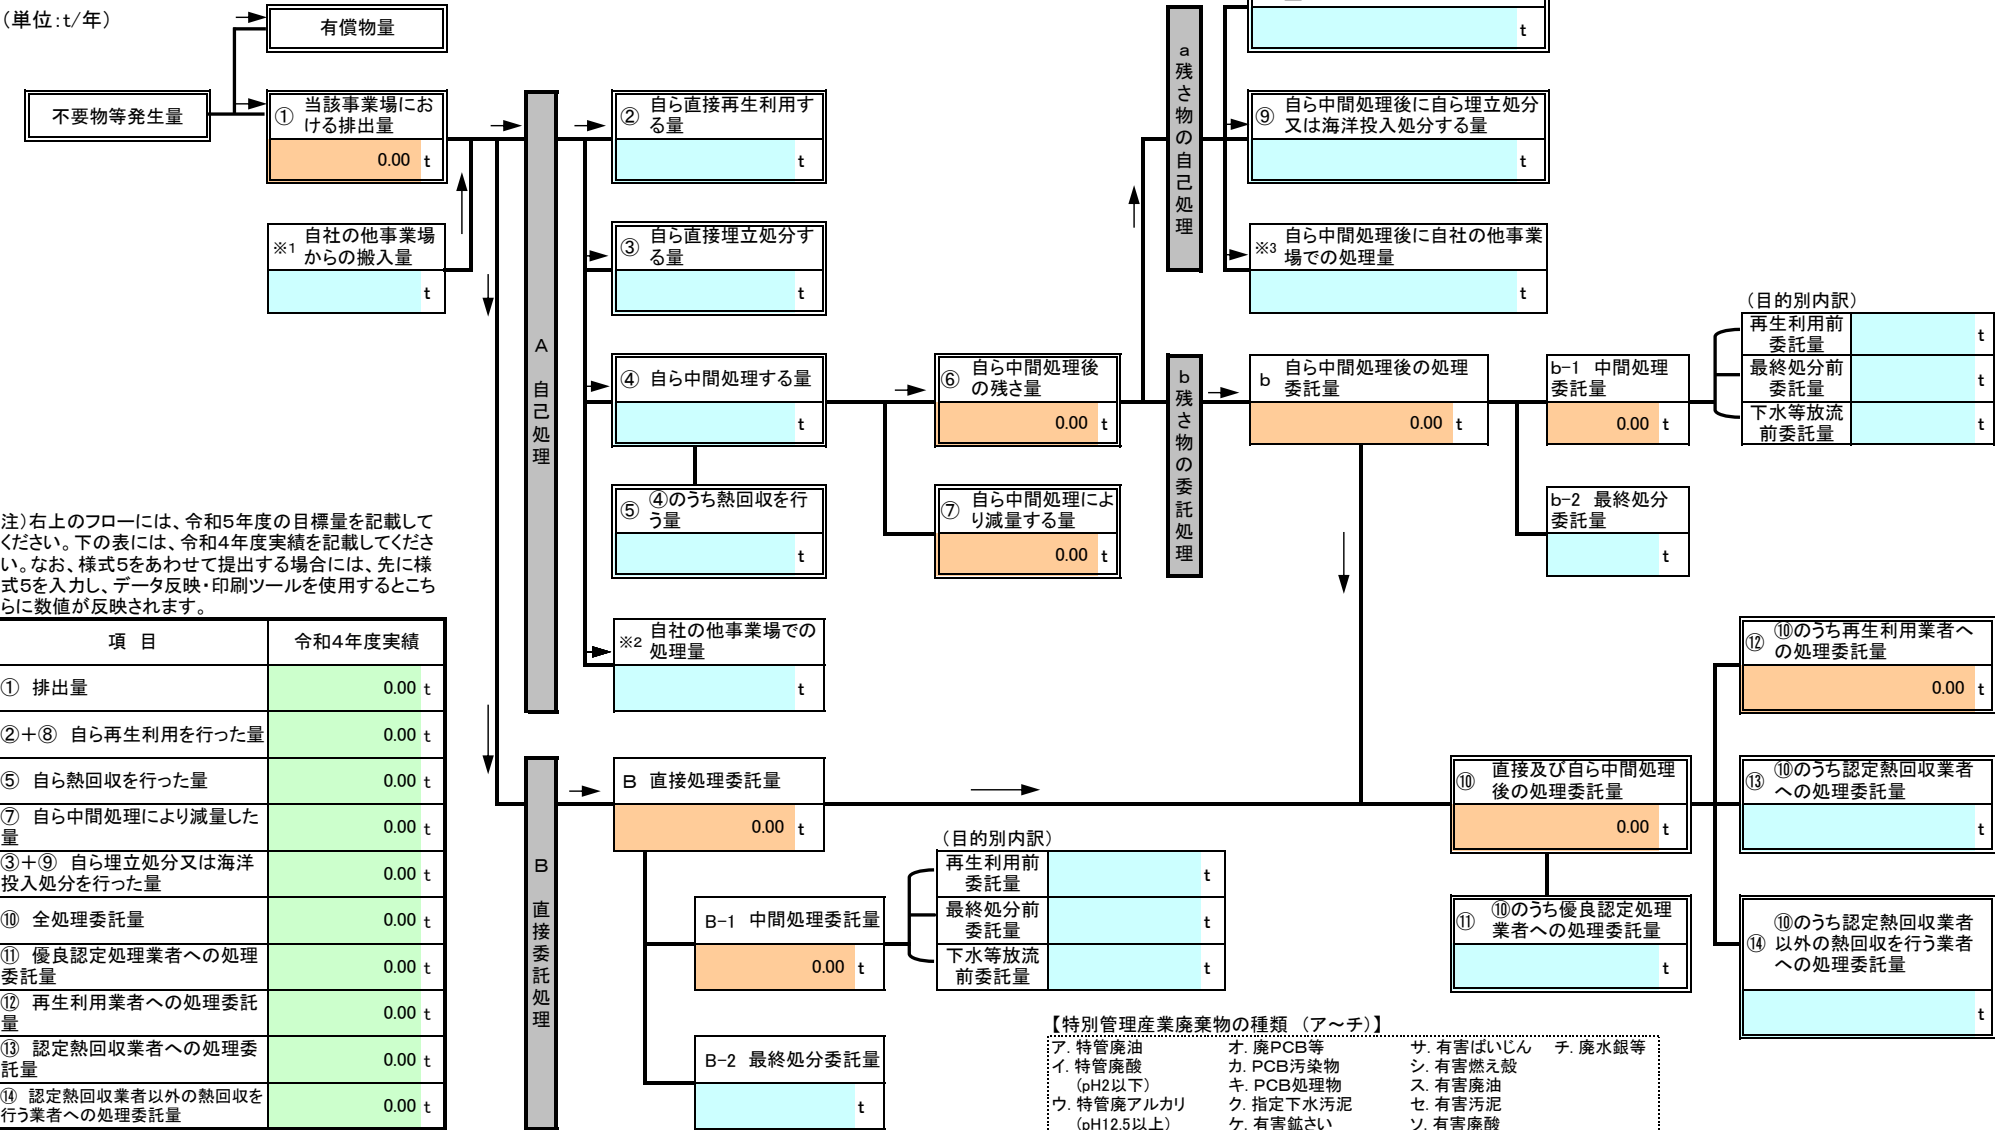 （単位：ｔ/年）
有償物量
不要物等発生量
①
当該事業場にお
ける排出量
0.00 t
※1
自社の他事業場
からの搬入量
t
A
自
己
処
理
②
自ら直接再生利用す
る量
t
③
自ら直接埋立処分す
る量
t
④ 自ら中間処理する量
t
⑤
④のうち熱回収を行
う量
t
※2
自社の他事業場での
処理量
t
⑥
自ら中間処理後
の残さ量
0.00 t
⑦
自ら中間処理によ
り減量する量
0.00 t
a
残
さ
物
の
自
己
処
理
t
⑨
自ら中間処理後に自ら埋立処分
又は海洋投入処分する量
t
※3
自ら中間処理後に自社の他事業
場での処理量
t
b
残
さ
物
の
委
託
処
理
b
自ら中間処理後の処理
委託量
0.00 t
b-1 中間処理
委託量
0.00 t
（目的別内訳）
再生利用前
委託量
t
最終処分前
委託量
t
下水等放流
前委託量
t
b-2 最終処分
委託量
t
注）右上のフローには、令和５年度の目標量を記載して
ください。下の表には、令和４年度実績を記載してくださ
い。なお、様式５をあわせて提出する場合には、先に様
式５を入力し、データ反映・印刷ツールを使用するとこち
らに数値が反映されます。
項 目 令和４年度実績
① 排出量 0.00 t
②＋⑧ 自ら再生利用を行った量 0.00 t
⑤ 自ら熱回収を行った量 0.00 t
⑦ 自ら中間処理により減量した
量 0.00 t
③＋⑨ 自ら埋立処分又は海洋
投入処分を行った量 0.00 t
⑩ 全処理委託量 0.00 t
⑪ 優良認定処理業者への処理
委託量 0.00 t
⑫ 再生利用業者への処理委託
量 0.00 t
⑬ 認定熱回収業者への処理委
託量 0.00 t
⑭ 認定熱回収業者以外の熱回収を
行う業者への処理委託量 0.00 t
B
直
接
委
託
処
理
B 直接処理委託量
0.00 t
B-1 中間処理委託量
0.00 t
（目的別内訳）
再生利用前
委託量
t
最終処分前
委託量
t
下水等放流
前委託量
t
B-2 最終処分委託量
t
⑩
直接及び自ら中間処理
後の処理委託量
0.00 t
⑪
⑩のうち優良認定処理
業者への処理委託量
t
⑫
⑩のうち再生利用業者へ
の処理委託量
0.00 t
⑬
⑩のうち認定熱回収業者
への処理委託量
t
⑭
⑩のうち認定熱回収業者
以外の熱回収を行う業者
への処理委託量
t
【特別管理産業廃棄物の種類 （ア～チ）】
ア. 特管廃油 オ. 廃PCB等 サ. 有害ばいじん チ. 廃水銀等
イ. 特管廃酸 カ. PCB汚染物 シ. 有害燃え殻
（pH2以下） キ. PCB処理物 ス. 有害廃油
ウ. 特管廃アルカリ ク. 指定下水汚泥 セ. 有害汚泥
（pH12.5以上） ケ. 有害鉱さい ソ. 有害廃酸